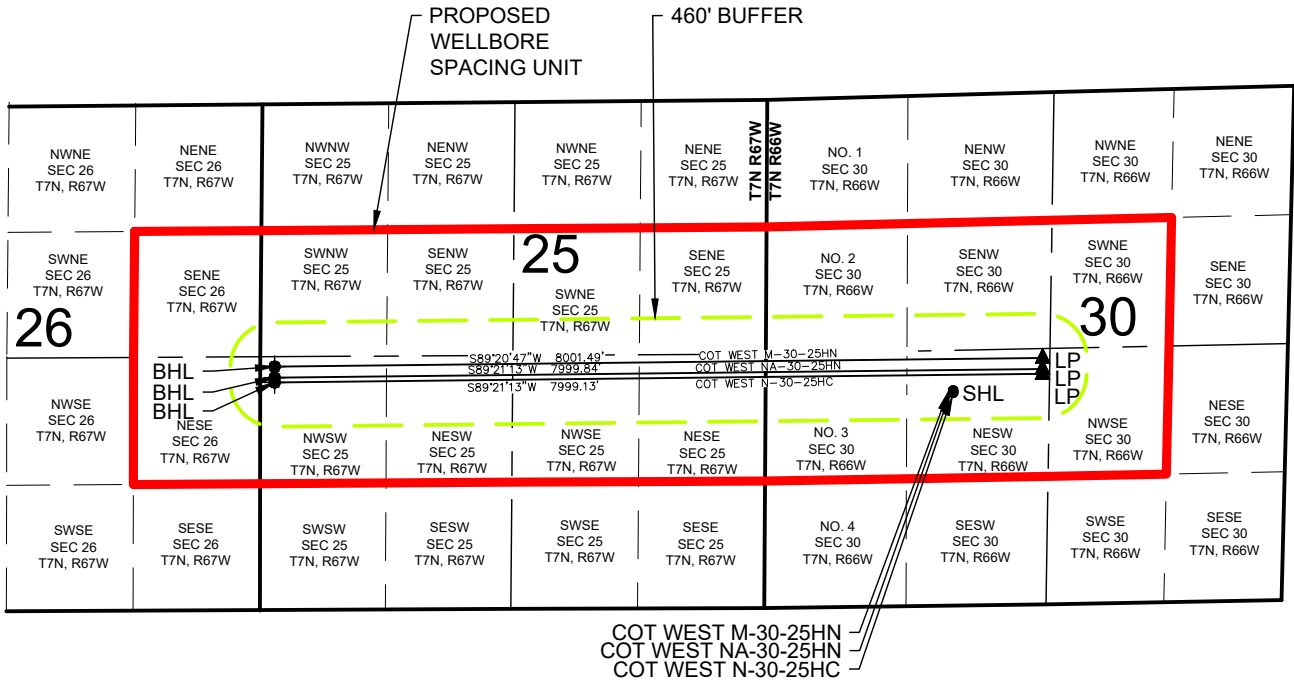 PROPOSED
WELLBORE
SPACING UNIT
460' BUFFER
NWNE
SEC 26
T7N, R67W
NENE
SEC 26
T7N, R67W
NWNW
SEC 25
T7N, R67W
NENW
SEC 25
T7N, R67W
NWNE
SEC 25
T7N, R67W
NENE
SEC 25
T7N, R67W
T7N R67W
T7N R66W
NO. 1
SEC 30
T7N, R66W
NENW
SEC 30
T7N, R66W
NWNE
SEC 30
T7N, R66W
NENE
SEC 30
T7N, R66W
SWNE
SEC 26
T7N, R67W
26
SENE
SEC 26
T7N, R67W
SWNW
SEC 25
T7N, R67W
SENW
SEC 25
T7N, R67W
25
SWNE
SEC 25
T7N, R67W
SENE
SEC 25
T7N, R67W
NO. 2
SEC 30
T7N, R66W
SENW
SEC 30
T7N, R66W
SWNE
SEC 30
T7N, R66W
30
SENE
SEC 30
T7N, R66W
BHL
S89°20'47"W 8001.49'
COT WEST M-30-25HN
LP
BHL
S89°21'13"W 7999.84'
COT WEST NA-30-25HN
LP
BHL
S89°21'13"W 7999.13'
COT WEST N-30-25HC
LP
SHL
NWSE
SEC 26
T7N, R67W
NESE
SEC 26
T7N, R67W
NWSW
SEC 25
T7N, R67W
NESW
SEC 25
T7N, R67W
NWSE
SEC 25
T7N, R67W
NESE
SEC 25
T7N, R67W
NO. 3
SEC 30
T7N, R66W
NESW
SEC 30
T7N, R66W
NWSE
SEC 30
T7N, R66W
NESE
SEC 30
T7N, R66W
SWSE
SEC 26
T7N, R67W
SESE
SEC 26
T7N, R67W
SWSW
SEC 25
T7N, R67W
SESW
SEC 25
T7N, R67W
SWSE
SEC 25
T7N, R67W
SESE
SEC 25
T7N, R67W
NO. 4
SEC 30
T7N, R66W
SESW
SEC 30
T7N, R66W
SWSE
SEC 30
T7N, R66W
SESE
SEC 30
T7N, R66W
COT WEST M-30-25HN
COT WEST NA-30-25HN
COT WEST N-30-25HC